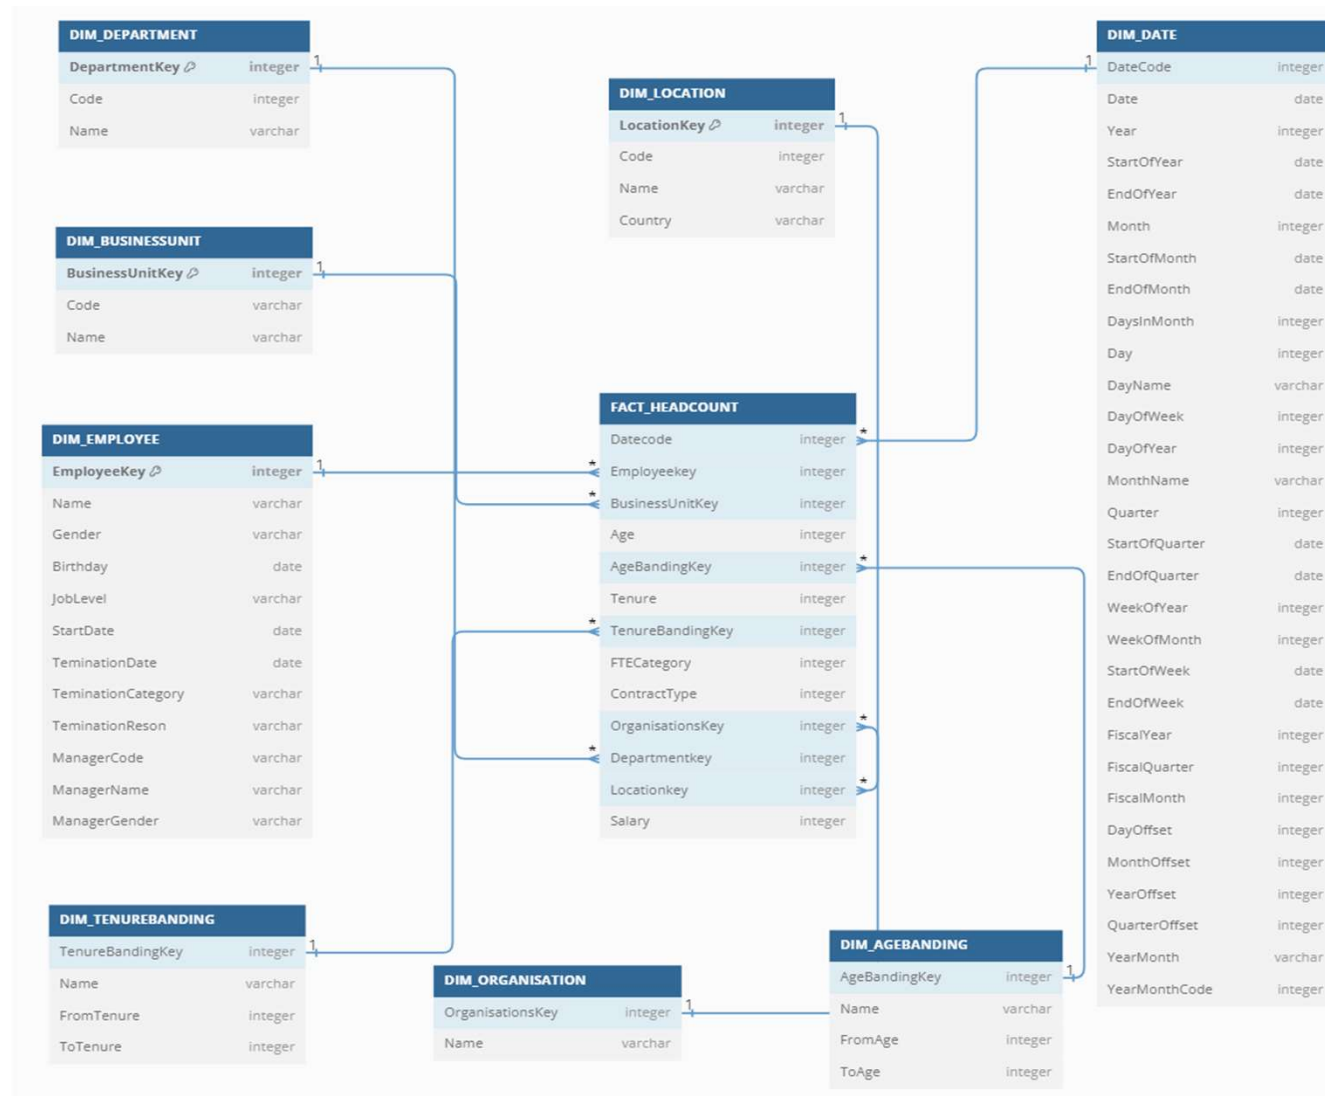 DIM_DEPARTMENT
DepartmentKey integer
Code integer
Name varchar
1
DIM_BUSINESSUNIT
BusinessUnitKey integer
Code varchar
Name varchar
1
DIM_EMPLOYEE
EmployeeKey integer
Name varchar
Gender varchar
Birthday date
JobLevel varchar
StartDate date
TeminationDate date
TeminationCategory varchar
TeminationReson varchar
ManagerCode varchar
ManagerName varchar
ManagerGender varchar
1
DIM_TENUREBANDING
TenureBandingKey integer
Name varchar
FromTenure integer
ToTenure integer
1
DIM_LOCATION
LocationKey integer
Code integer
Name varchar
Country varchar
1
FACT_HEADCOUNT
Datecode integer *
* Employeekey integer
* BusinessUnitKey integer
Age integer
AgeBandingKey integer *
Tenure integer
* TenureBandingKey integer
FTECategory integer
ContractType integer
OrganisationsKey integer *
* Departmentkey integer
Locationkey integer *
Salary integer
DIM_ORGANISATION
OrganisationsKey integer
Name varchar
1
DIM_AGEBANDING
AgeBandingKey integer
Name varchar
FromAge integer
ToAge integer
1
DIM_DATE
1
DateCode integer
Date date
Year integer
StartOfYear date
EndOfYear date
Month integer
StartOfMonth date
EndOfMonth date
DaysInMonth integer
Day integer
DayName varchar
DayOfWeek integer
DayOfYear integer
MonthName varchar
Quarter integer
StartOfQuarter date
EndOfQuarter date
WeekOfYear integer
WeekOfMonth integer
StartOfWeek date
EndOfWeek date
FiscalYear integer
FiscalQuarter integer
FiscalMonth integer
DayOffset integer
MonthOffset integer
YearOffset integer
QuarterOffset integer
YearMonth varchar
YearMonthCode integer